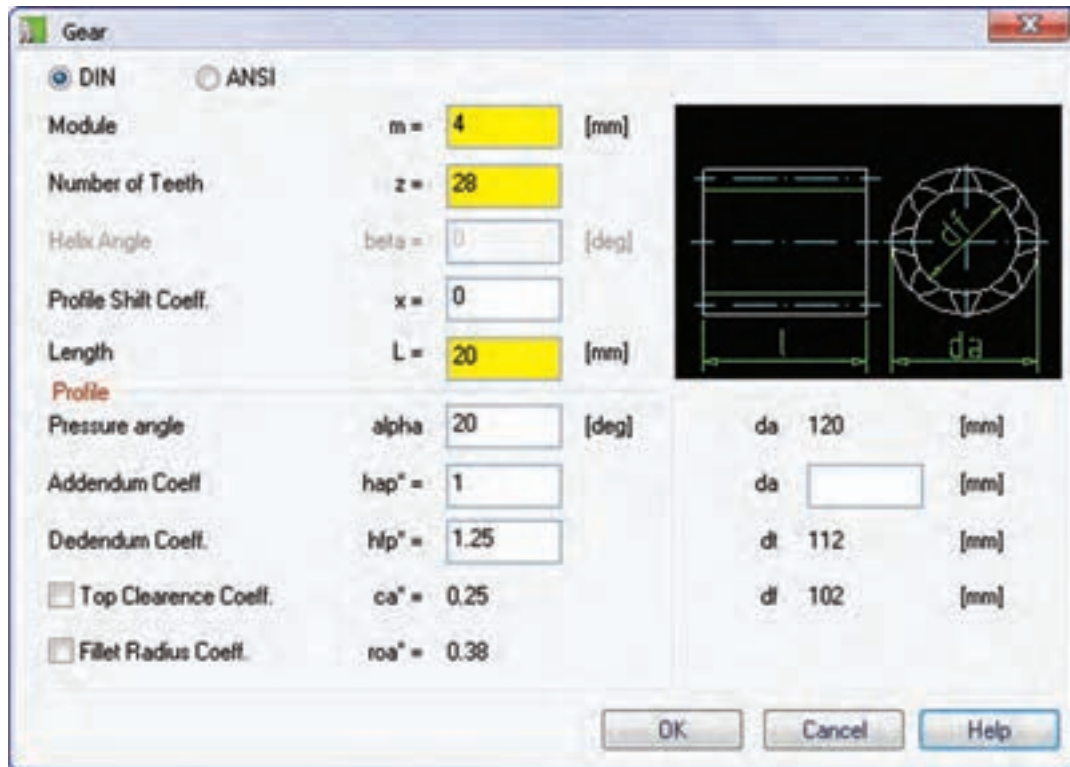 Gear
DIN ANSI
Module m = 4 [mm]
Number of Teeth z = 28
Helix Angle beta = 0 [deg]
Profile Shift Coeff. x = 0
Length L = 20 [mm]
l da df
Profile
Pressure angle alpha 20 [deg] da 120 [mm]
Addendum Coeff hap* = 1 da [mm]
Dedendum Coeff. hfp* = 1.25 dt 112 [mm]
Top Clearence Coeff. ca* = 0.25 df 102 [mm]
Fillet Radius Coeff. roa* = 0.38
OK Cancel Help